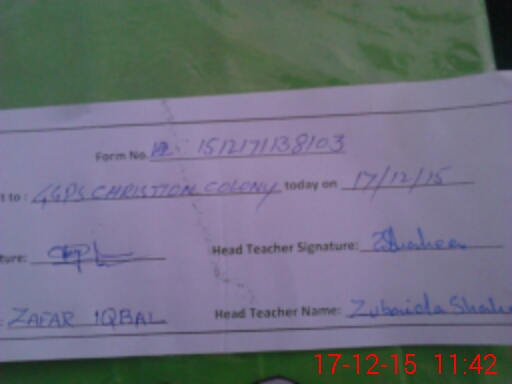 Form No. 1512171138103
t to : GGPS CHRISTION COLONY today on 17/12/15
ture: Head Teacher Signature:
: ZAFAR IQBAL Head Teacher Name: Zubaida
17-12-15 11:42